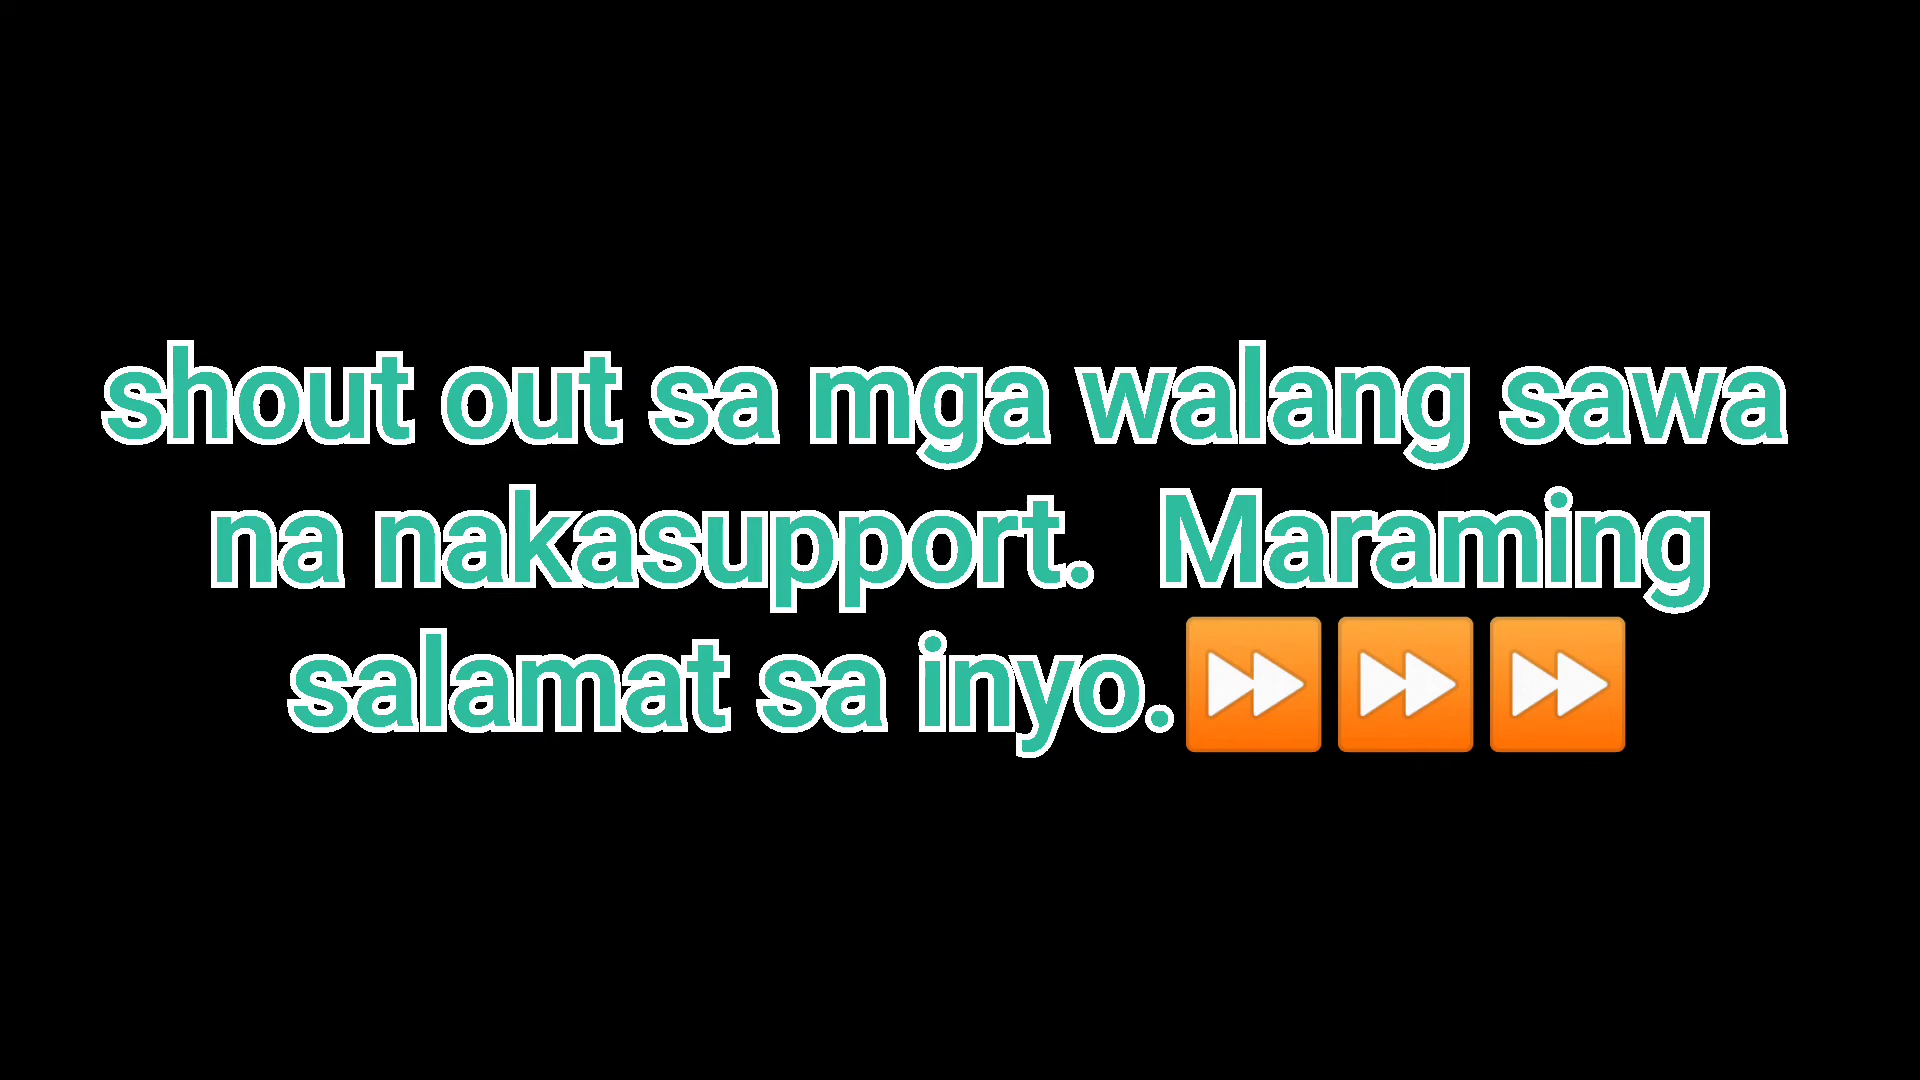 shout out sa mga walang sawa
na nakasupport.  Maraming
salamat sa inyo.⏩⏩⏩